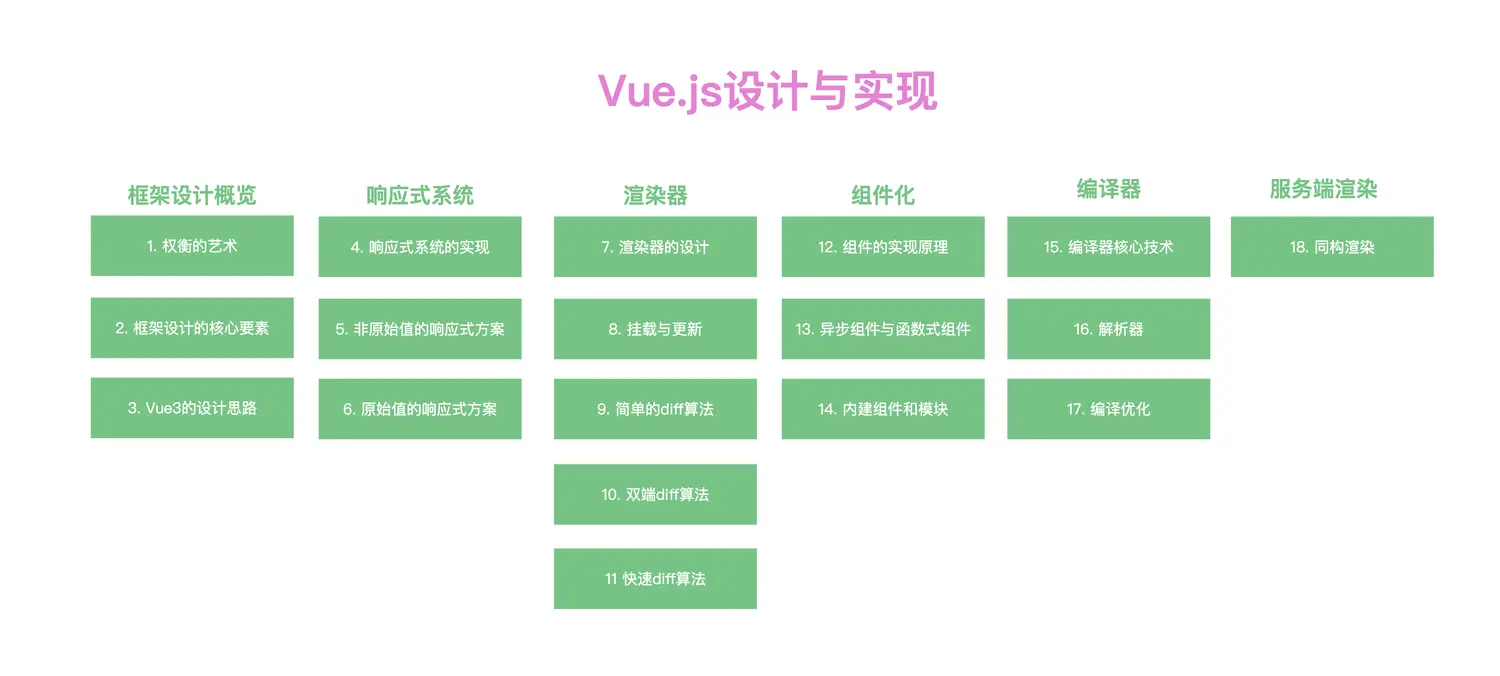 Vue.js设计与实现
框架设计概览
1. 权衡的艺术
2. 框架设计的核心要素
3. Vue3的设计思路
响应式系统
4. 响应式系统的实现
5. 非原始值的响应式方案
6. 原始值的响应式方案
渲染器
7. 渲染器的设计
8. 挂载与更新
9. 简单的diff算法
10. 双端diff算法
11 快速diff算法
组件化
12. 组件的实现原理
13. 异步组件与函数式组件
14. 内建组件和模块
编译器
15. 编译器核心技术
16. 解析器
17. 编译优化
服务端渲染
18. 同构渲染